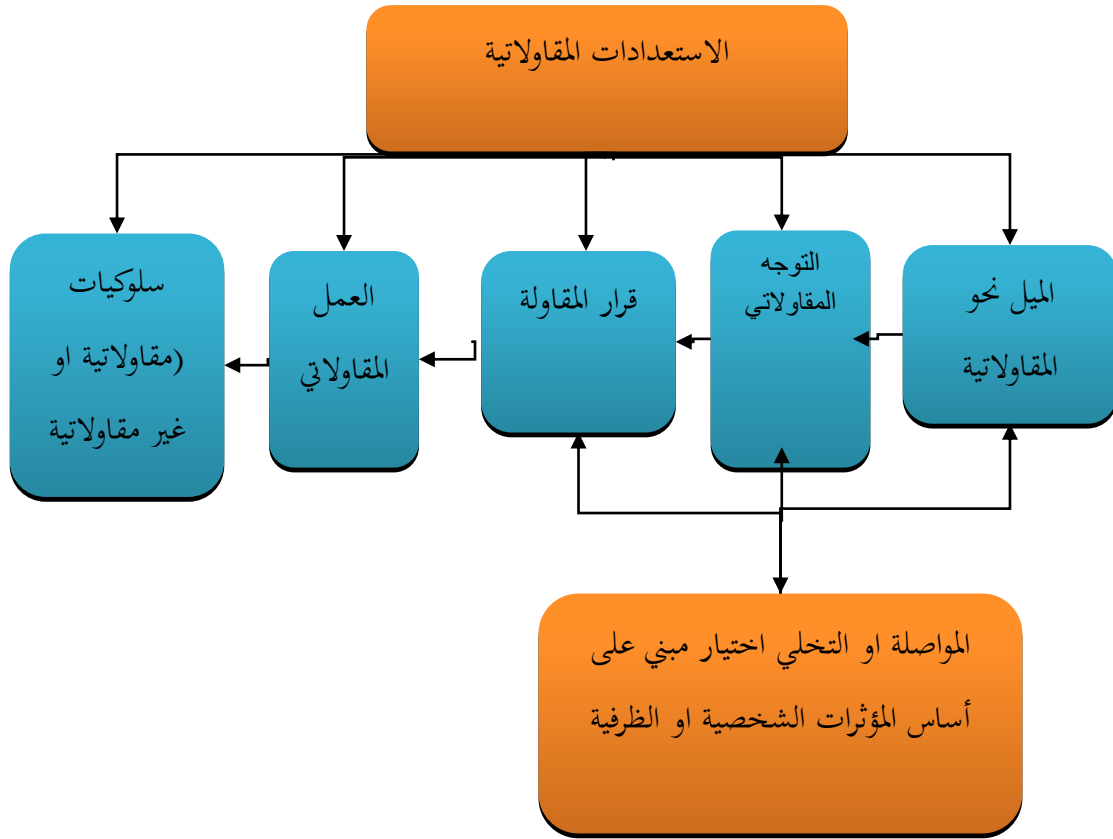 الاستعدادات المقاولاتية
الميل نحو
المقاولاتية
التوجه
المقاولاتي
قرار المقاولة
العمل
المقاولاتي
سلوكيات
(مقاولاتية او
غير مقاولاتية
المواصلة او التخلي اختيار مبني على
أساس المؤثرات الشخصية او الظرفية